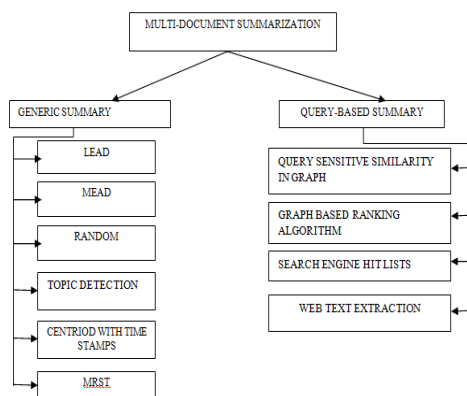 MULTI-DOCUMENT SUMMARIZATION
GENERIC SUMMARY
LEAD
MEAD
RANDOM
TOPIC DETECTION
CENTRIOD WITH TIME
STAMPS
MRST
QUERY-BASED SUMMARY
QUERY SENSITIVE SIMILARITY
IN GRAPH
GRAPH BASED RANKING
ALGORITHM
SEARCH ENGINE HIT LISTS
WEB TEXT EXTRACTION